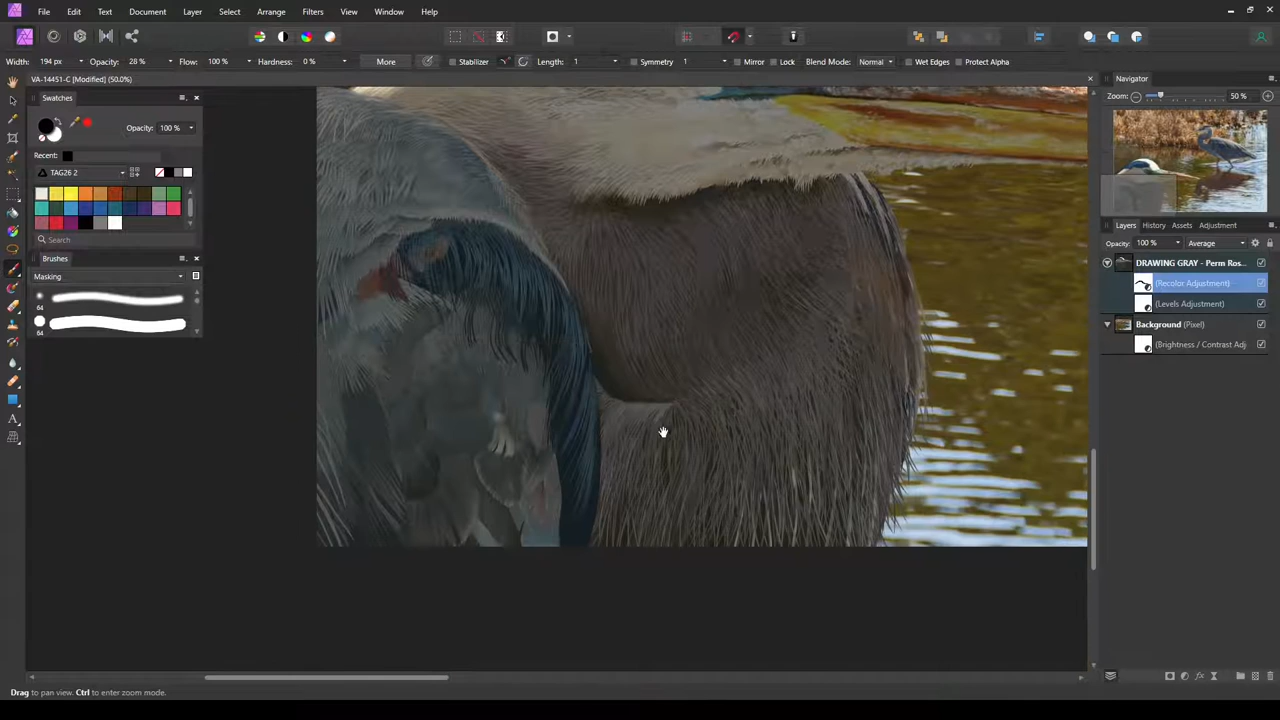 File Edit Text Document Layer Select Arrange Filters View Window Help
Width: 194 px Opacity: 28 % Flow: 100 % Hardness: 0 % More Stabilizer Length: 1 Symmetry 1 Mirror Lock Blend Mode: Normal Wet Edges Protect Alpha
VA-14451-C [Modified] (50.0%)
Swatches
Opacity: 100 %
Recent:
TAG26 2
Search
Brushes
Masking
64
64
Navigator
Zoom: 50 %
Layers History Assets Adjustment
Opacity: 100 % Average
DRAWING GRAY - Perm Ros...
(Recolor Adjustment)
(Levels Adjustment)
Background (Pixel)
(Brightness / Contrast Adj
Drag to pan view. Ctrl to enter zoom mode.